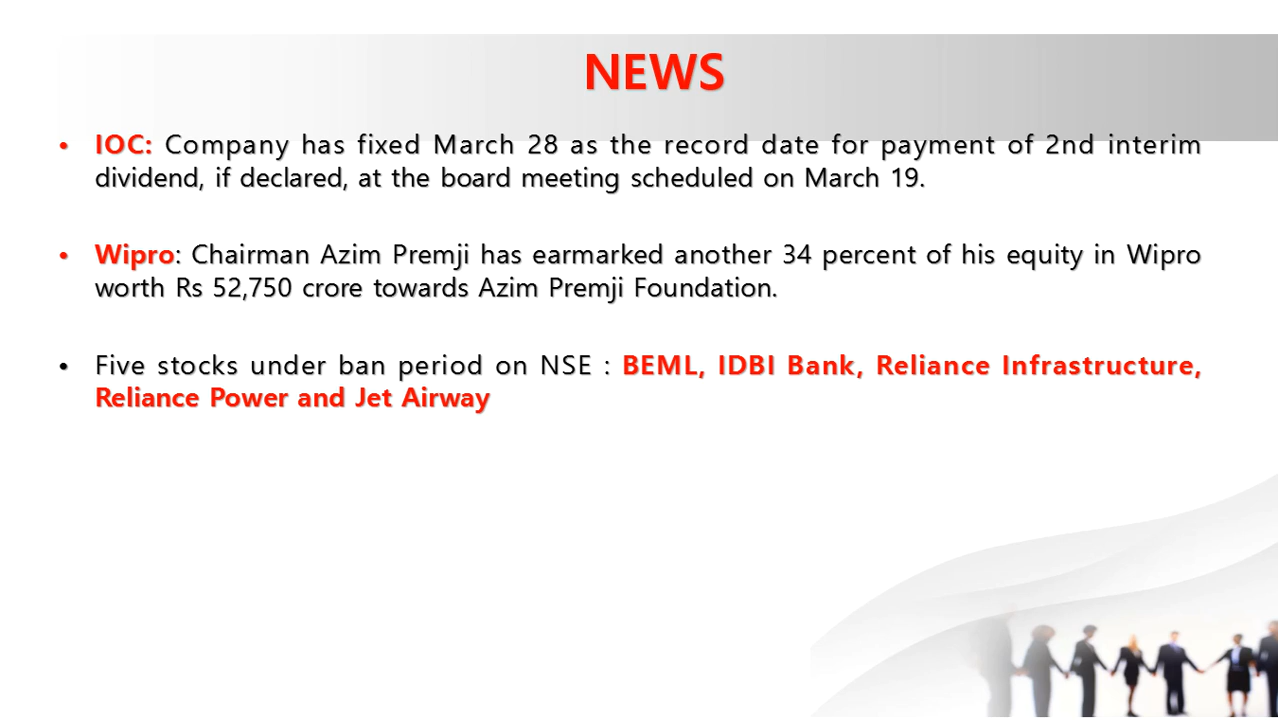 NEWS
• IOC: Company has fixed March 28 as the record date for payment of 2nd interim
dividend, if declared, at the board meeting scheduled on March 19.
• Wipro: Chairman Azim Premji has earmarked another 34 percent of his equity in Wipro
worth Rs 52,750 crore towards Azim Premji Foundation.
• Five stocks under ban period on NSE : BEML, IDBI Bank, Reliance Infrastructure,
Reliance Power and Jet Airway